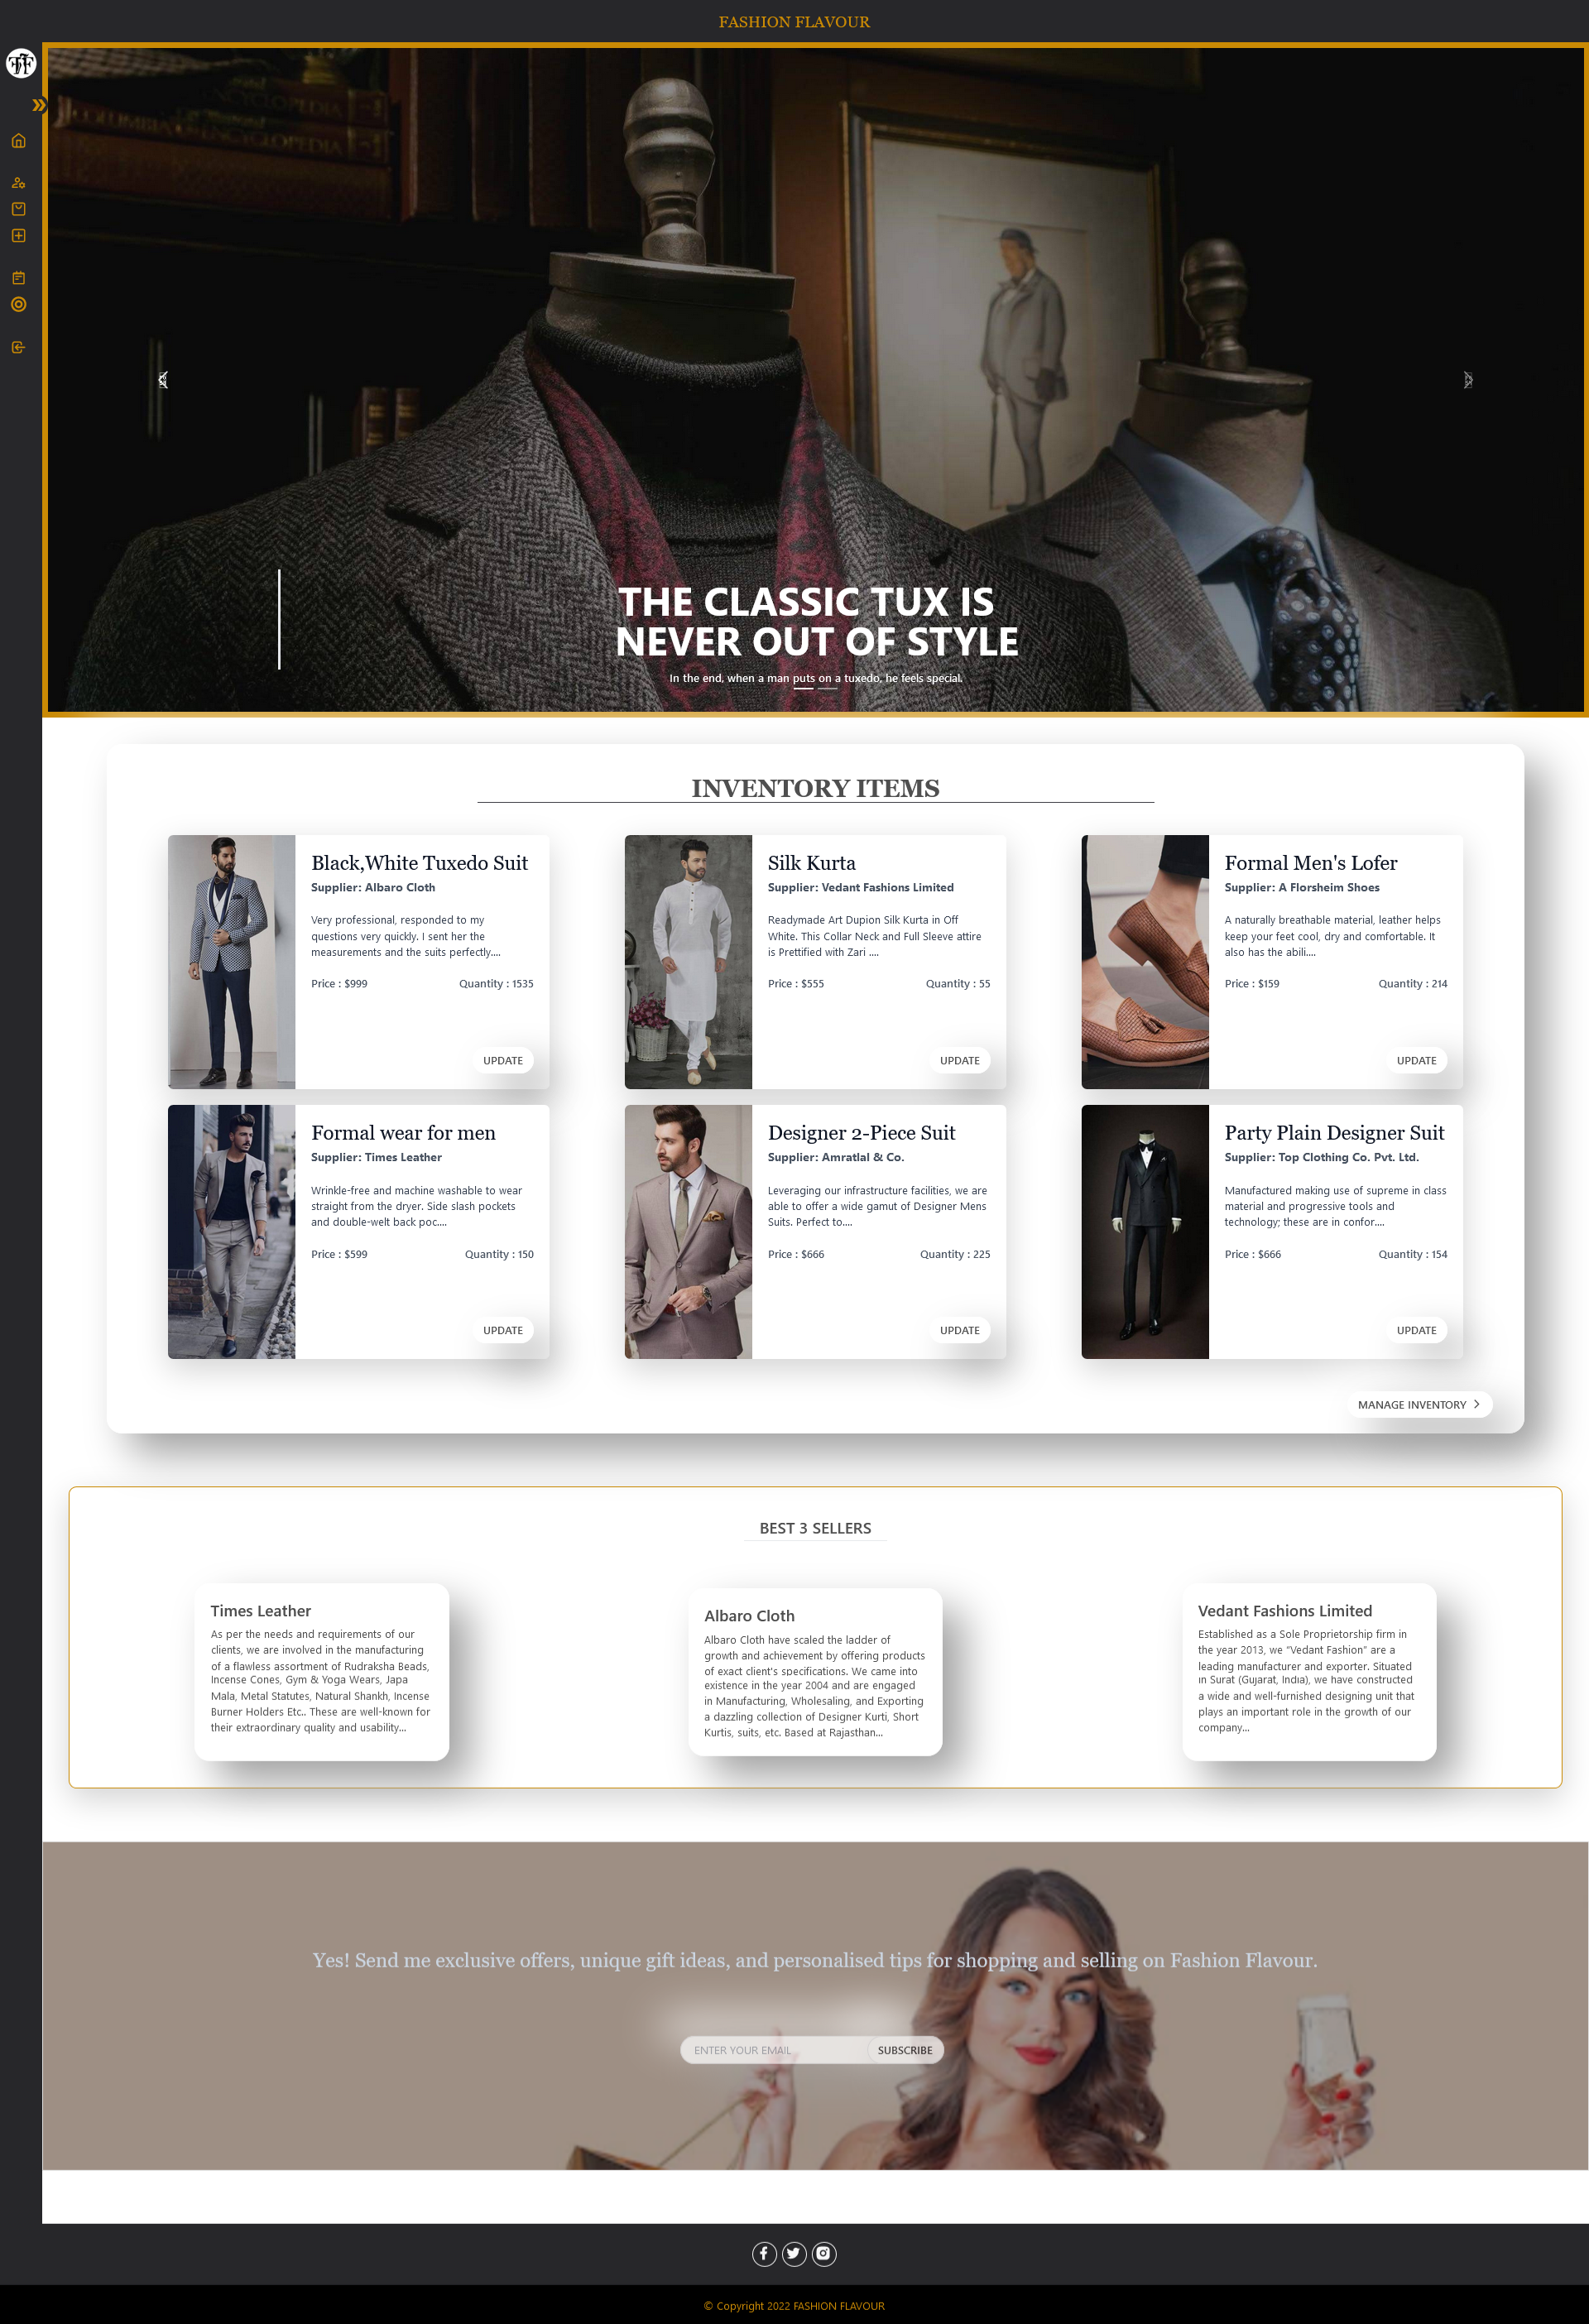 FASHION FLAVOUR
FF
ENCYCLOPEDIA
COLUMBIA ENCYCLOPEDIA
THE CLASSIC TUX IS
NEVER OUT OF STYLE
In the end, when a man puts on a tuxedo, he feels special.
INVENTORY ITEMS
Black,White Tuxedo Suit
Supplier: Albaro Cloth
Very professional, responded to my
questions very quickly. I sent her the
measurements and the suits perfectly....
Price : $999
Quantity : 1535
UPDATE
Silk Kurta
Supplier: Vedant Fashions Limited
Readymade Art Dupion Silk Kurta in Off
White. This Collar Neck and Full Sleeve attire
is Prettified with Zari ....
Price : $555
Quantity : 55
UPDATE
Formal Men's Lofer
Supplier: A Florsheim Shoes
A naturally breathable material, leather helps
keep your feet cool, dry and comfortable. It
also has the abili....
Price : $159
Quantity : 214
UPDATE
Formal wear for men
Supplier: Times Leather
Wrinkle-free and machine washable to wear
straight from the dryer. Side slash pockets
and double-welt back poc....
Price : $599
Quantity : 150
UPDATE
Designer 2-Piece Suit
Supplier: Amratlal & Co.
Leveraging our infrastructure facilities, we are
able to offer a wide gamut of Designer Mens
Suits. Perfect to....
Price : $666
Quantity : 225
UPDATE
Party Plain Designer Suit
Supplier: Top Clothing Co. Pvt. Ltd.
Manufactured making use of supreme in class
material and progressive tools and
technology; these are in confor....
Price : $666
Quantity : 154
UPDATE
MANAGE INVENTORY
BEST 3 SELLERS
Times Leather
As per the needs and requirements of our
clients, we are involved in the manufacturing
of a flawless assortment of Rudraksha Beads,
Incense Cones, Gym & Yoga Wears, Japa
Mala, Metal Statutes, Natural Shankh, Incense
Burner Holders Etc.. These are well-known for
their extraordinary quality and usability...
Albaro Cloth
Albaro Cloth have scaled the ladder of
growth and achievement by offering products
of exact client's specifications. We came into
existence in the year 2004 and are engaged
in Manufacturing, Wholesaling, and Exporting
a dazzling collection of Designer Kurti, Short
Kurtis, suits, etc. Based at Rajasthan...
Vedant Fashions Limited
Established as a Sole Proprietorship firm in
the year 2013, we "Vedant Fashion" are a
leading manufacturer and exporter. Situated
in Surat (Gujarat, India), we have constructed
a wide and well-furnished designing unit that
plays an important role in the growth of our
company...
Yes! Send me exclusive offers, unique gift ideas, and personalised tips for shopping and selling on Fashion Flavour.
ENTER YOUR EMAIL
SUBSCRIBE
© Copyright 2022 FASHION FLAVOUR